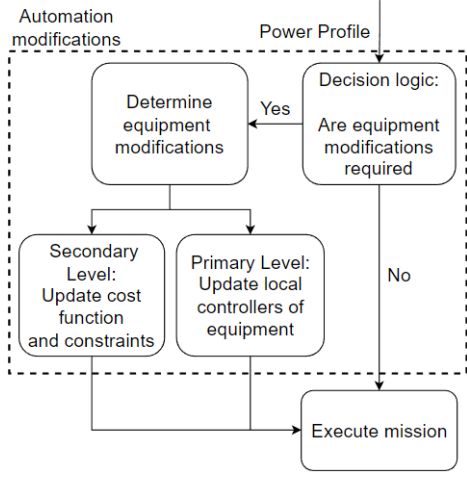 Automation
modifications
Power Profile
Decision logic:
Are equipment
modifications
required
Yes
Determine
equipment
modifications
Secondary
Level:
Update cost
function
and constraints
Primary Level:
Update local
controllers of
equipment
No
Execute mission